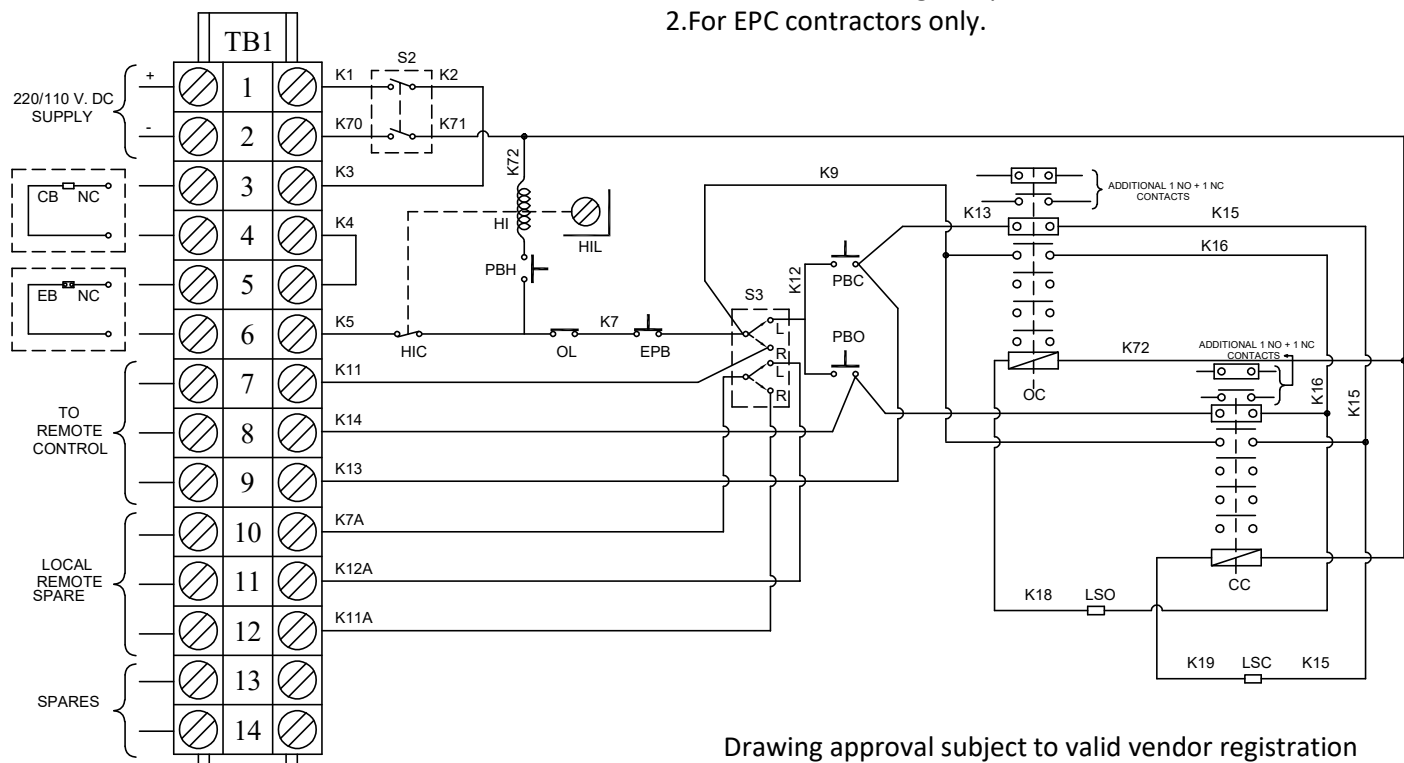 2.For EPC contractors only.
TB1
220/110 V. DC
SUPPLY
+
-
1
2
3
4
5
6
7
8
9
10
11
12
13
14
CB NC
EB NC
TO
REMOTE
CONTROL
LOCAL
REMOTE
SPARE
SPARES
K1
S2
K2
K70
K71
K3
K4
K5
K11
K14
K13
K7A
K12A
K11A
K72
HI
HIL
PBH
HIC
OL
K7
EPB
S3
L
R
L
R
K9
K12
PBC
PBO
K13
ADDITIONAL 1 NO + 1 NC
CONTACTS
K15
K16
K72
OC
ADDITIONAL 1 NO + 1 NC
CONTACTS
K16
K15
CC
K18
LSO
K19
LSC
K15
Drawing approval subject to valid vendor registration